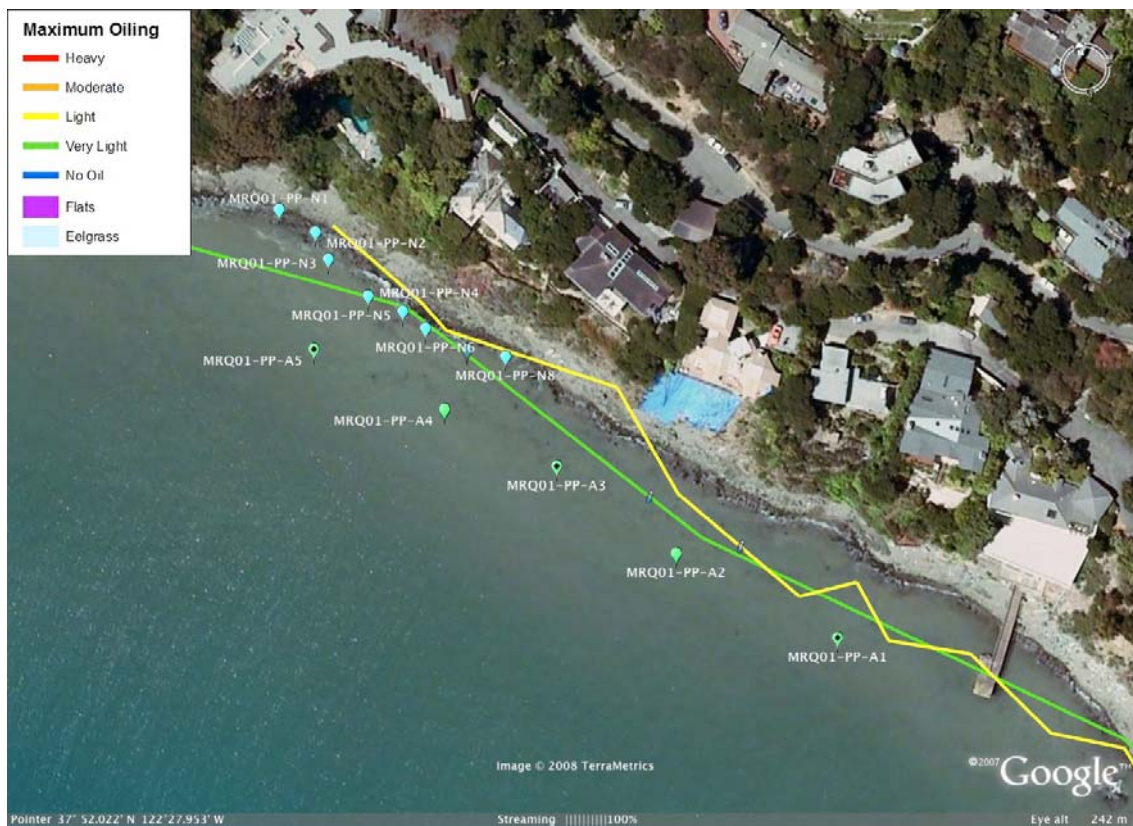 Maximum Oiling
Heavy
Moderate
Light
Very Light
No Oil
Flats
Eelgrass
MRQ01-PP-N1
MRQ01-PP-N2
MRQ01-PP-N3
MRQ01-PP-N4
MRQ01-PP-N5
MRQ01-PP-N6
MRQ01-PP-N8
MRQ01-PP-A5
MRQ01-PP-A4
MRQ01-PP-A3
MRQ01-PP-A2
MRQ01-PP-A1
Image © 2008 TerraMetrics
©2007 Google™
Pointer 37° 52.022' N 122°27.953' W Streaming ||||||||||100% Eye alt 242 m